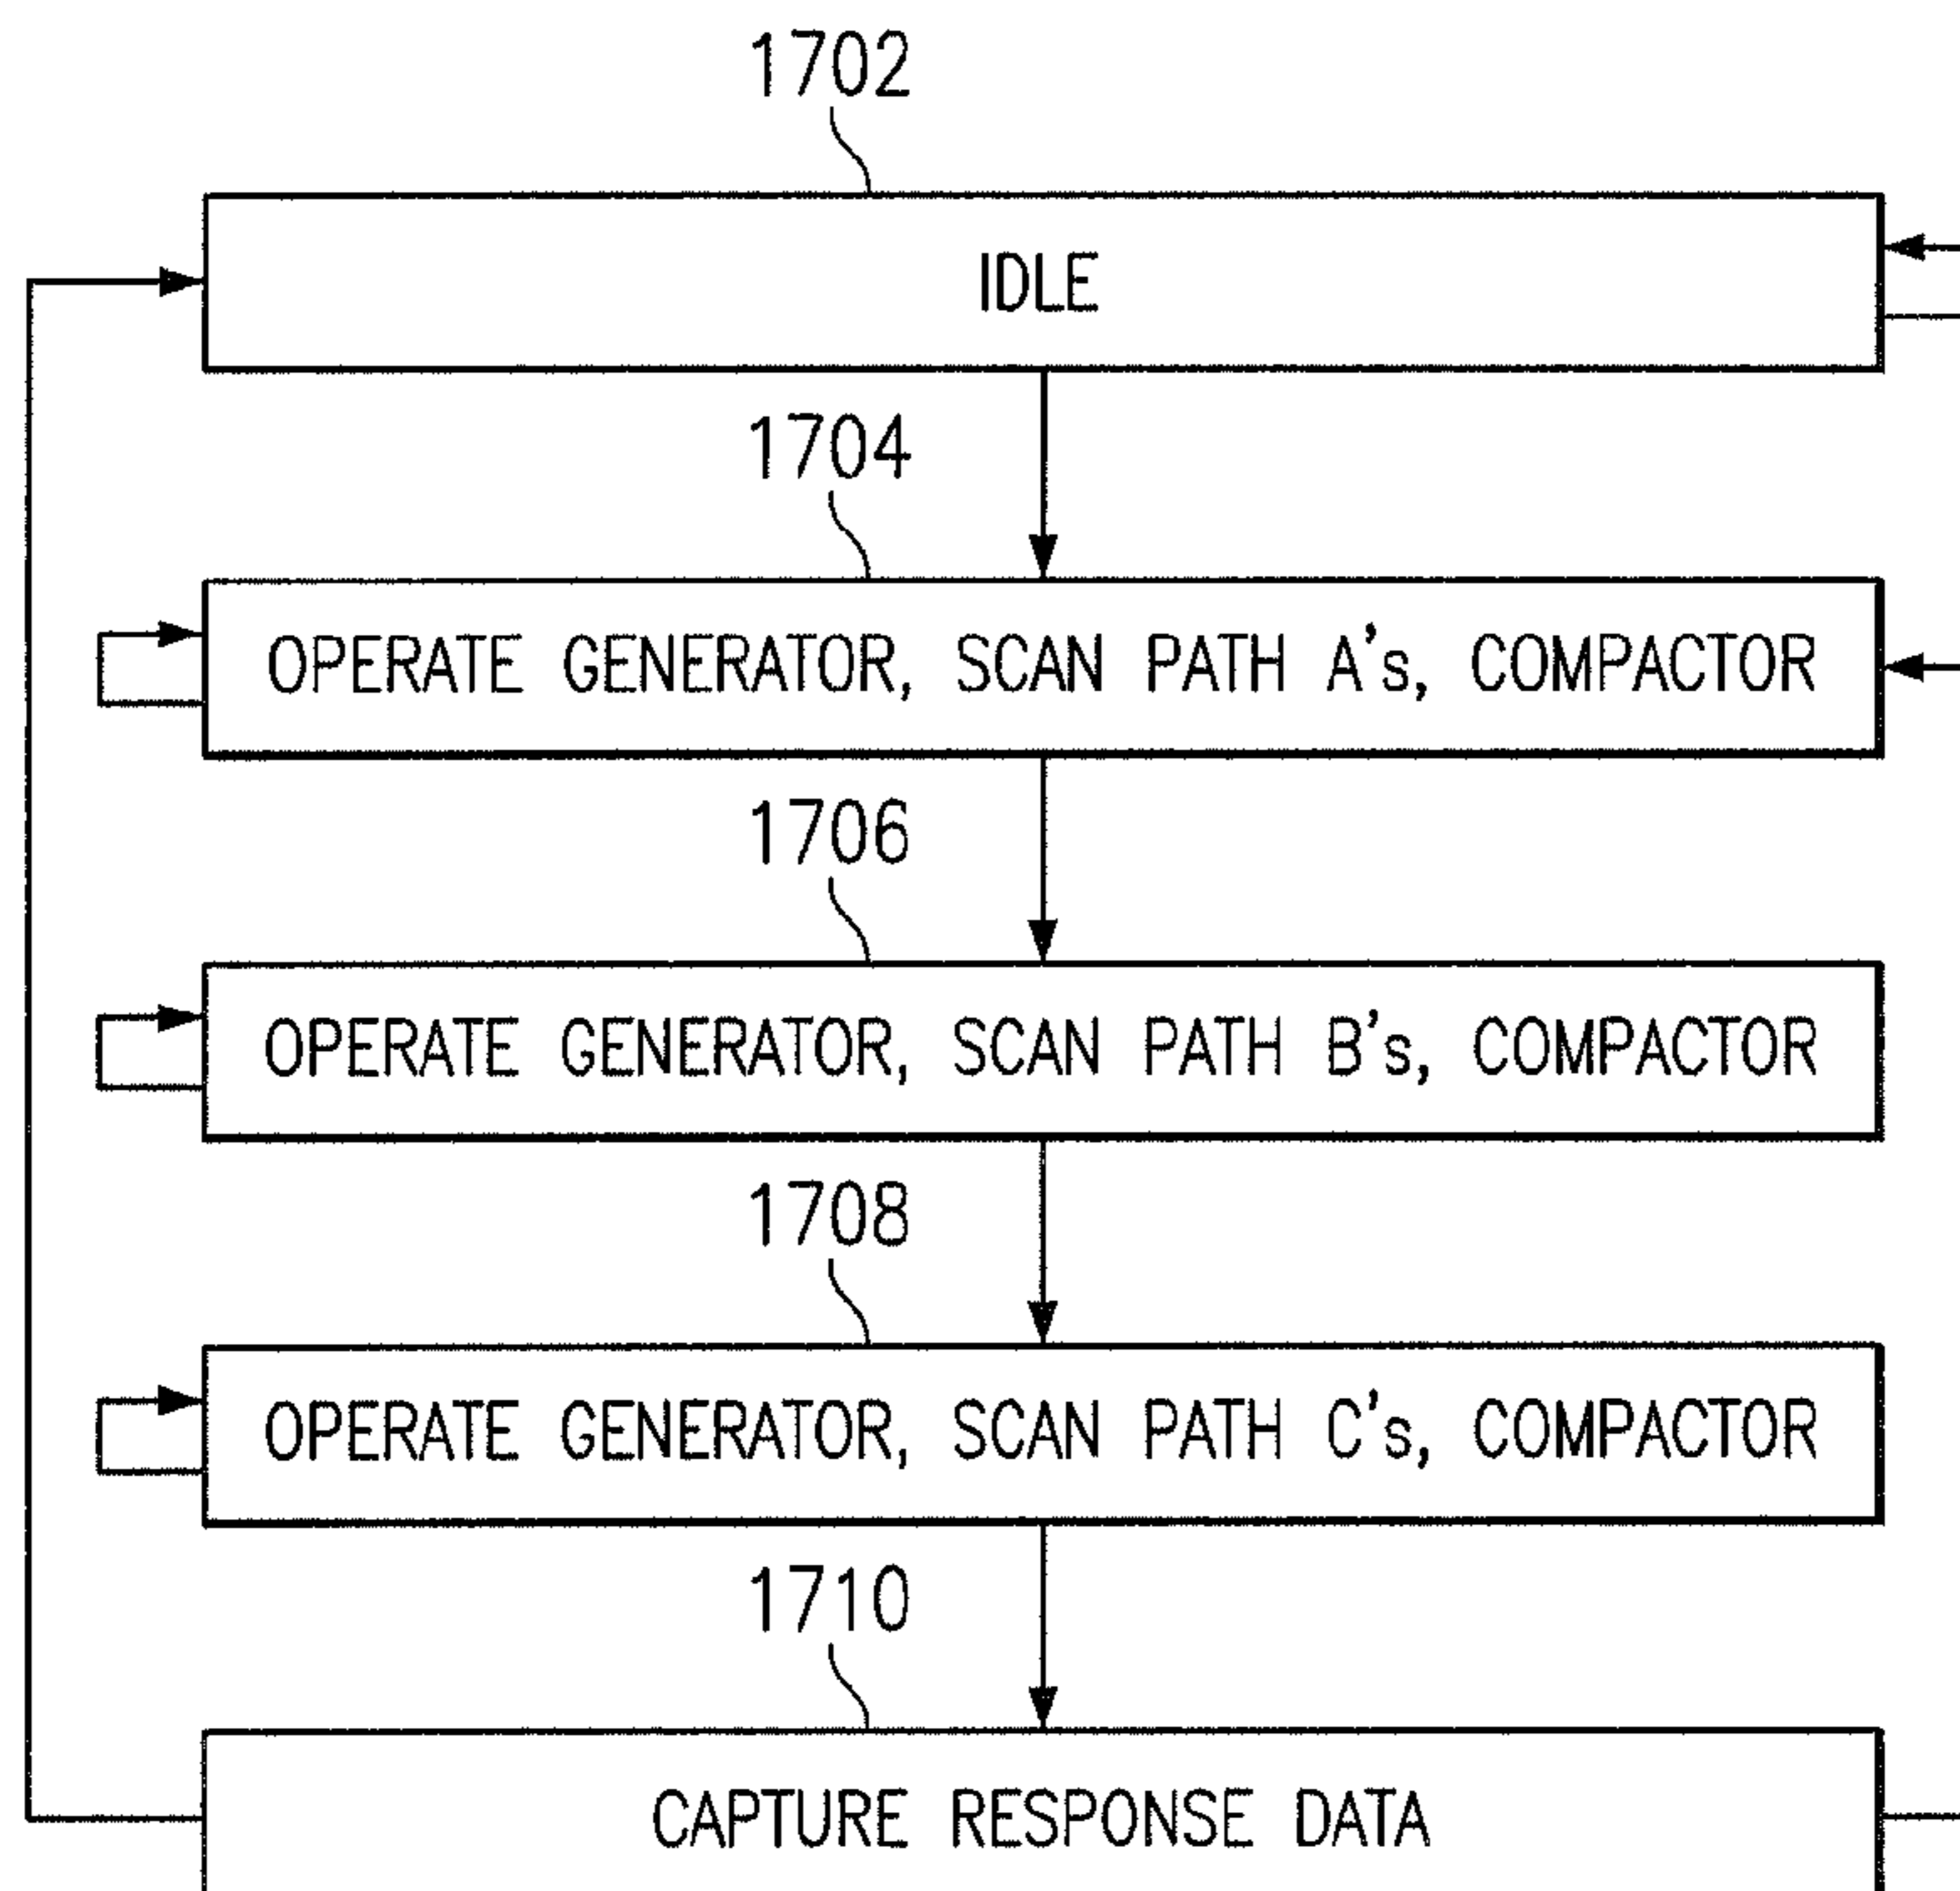 1702
IDLE
1704
OPERATE GENERATOR, SCAN PATH A's, COMPACTOR
1706
OPERATE GENERATOR, SCAN PATH B's, COMPACTOR
1708
OPERATE GENERATOR, SCAN PATH C's, COMPACTOR
1710
CAPTURE RESPONSE DATA